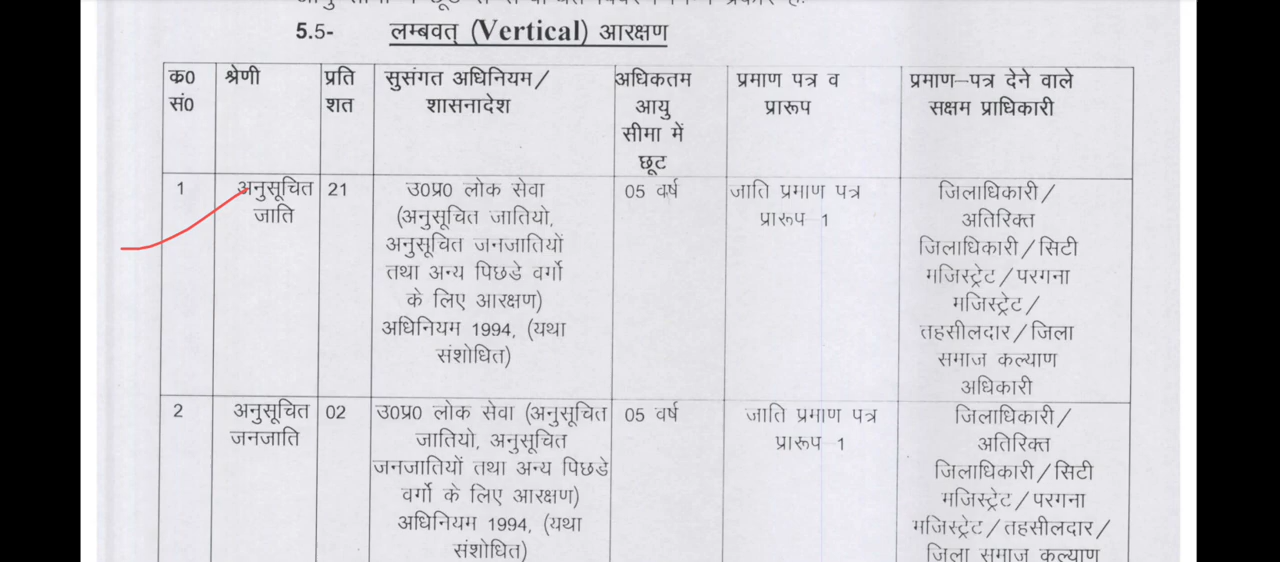 5.5- लम्बवत् (Vertical) आरक्षण
क0 सं0
श्रेणी
प्रति शत
सुसंगत अधिनियम/
शासनादेश
अधिकतम
आयु
सीमा में
छूट
प्रमाण पत्र व
प्रारूप
प्रमाण–पत्र देने वाले
सक्षम प्राधिकारी
1
अनुसूचित
जाति
21
उ0प्र0 लोक सेवा
(अनुसूचित जातियो,
अनुसूचित जनजातियों
तथा अन्य पिछडे वर्गो
के लिए आरक्षण)
अधिनियम 1994, (यथा
संशोधित)
05 वर्ष
जाति प्रमाण पत्र
प्रारूप 1
जिलाधिकारी/
अतिरिक्त
जिलाधिकारी/सिटी
मजिस्ट्रेट/परगना
मजिस्ट्रेट/
तहसीलदार/जिला
समाज कल्याण
अधिकारी
2
अनुसूचित
जनजाति
02
उ0प्र0 लोक सेवा (अनुसूचित
जातियो, अनुसूचित
जनजातियों तथा अन्य पिछडे
वर्गो के लिए आरक्षण)
अधिनियम 1994, (यथा
संशोधित)
05 वर्ष
जाति प्रमाण पत्र
प्रारूप 1
जिलाधिकारी/
अतिरिक्त
जिलाधिकारी/सिटी
मजिस्ट्रेट/परगना
मजिस्ट्रेट/तहसीलदार/
जिला समाज कल्याण